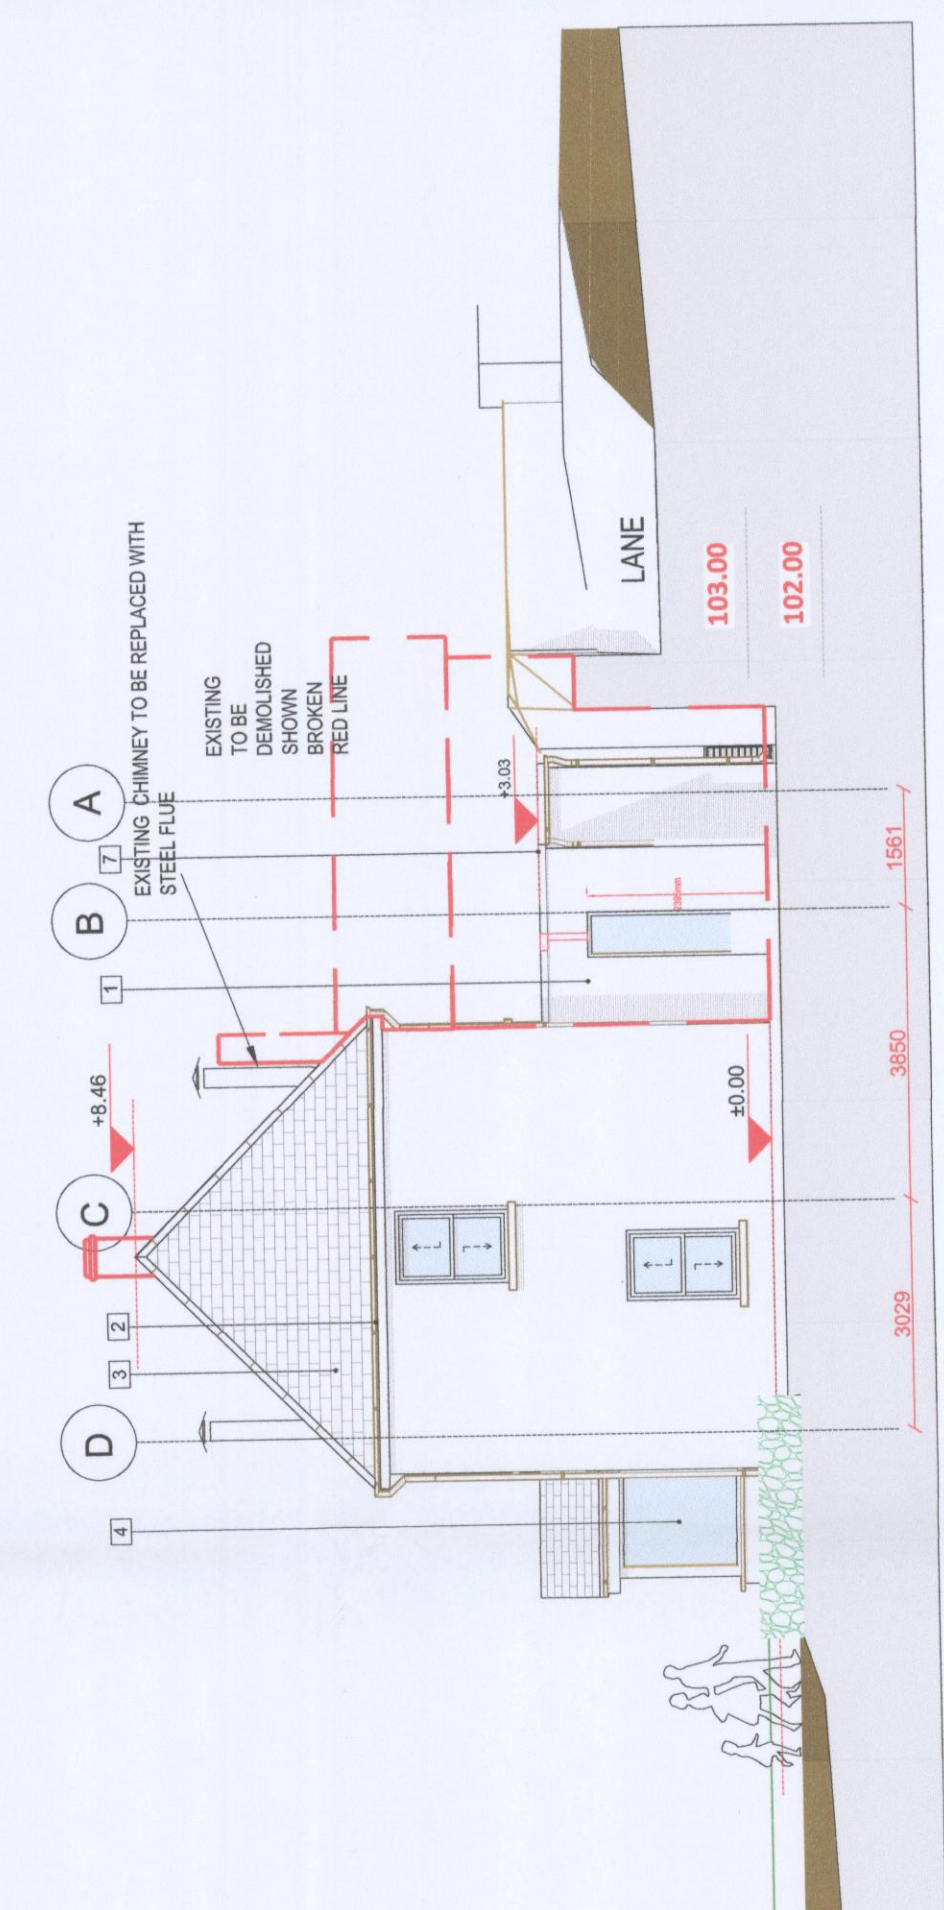 D
C
B
A
4
3
2
1
7
+8.46
EXISTING CHIMNEY TO BE REPLACED WITH
STEEL FLUE
EXISTING
TO BE
DEMOLISHED
SHOWN
BROKEN
RED LINE
+3.03
±0.00
LANE
103.00
102.00
3029
3850
1561